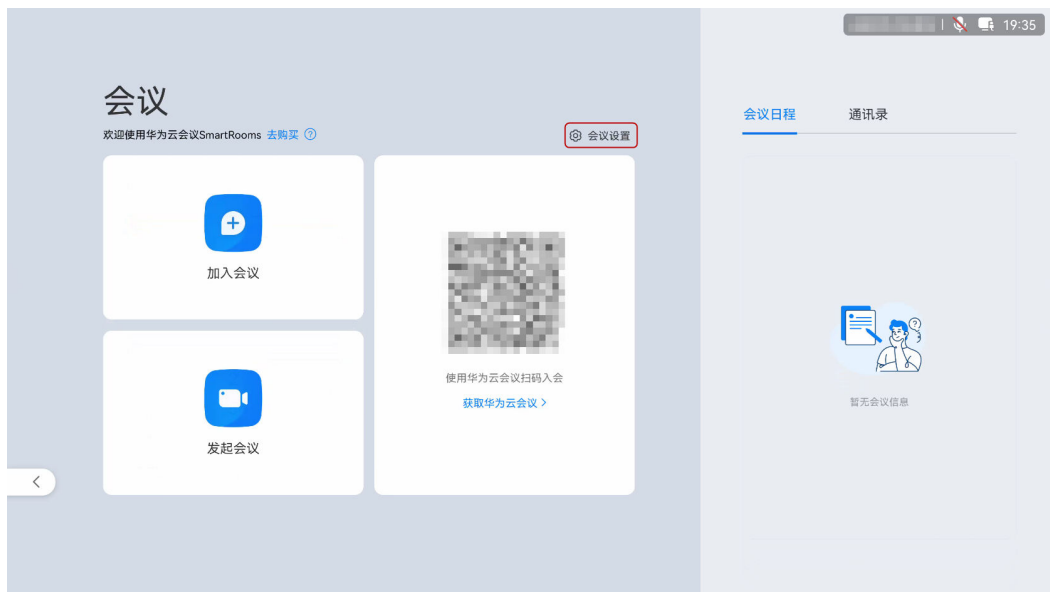 19:35
会议
欢迎使用华为云会议SmartRooms 去购买
会议设置
加入会议
发起会议
使用华为云会议扫码入会
获取华为云会议
会议日程 通讯录
暂无会议信息